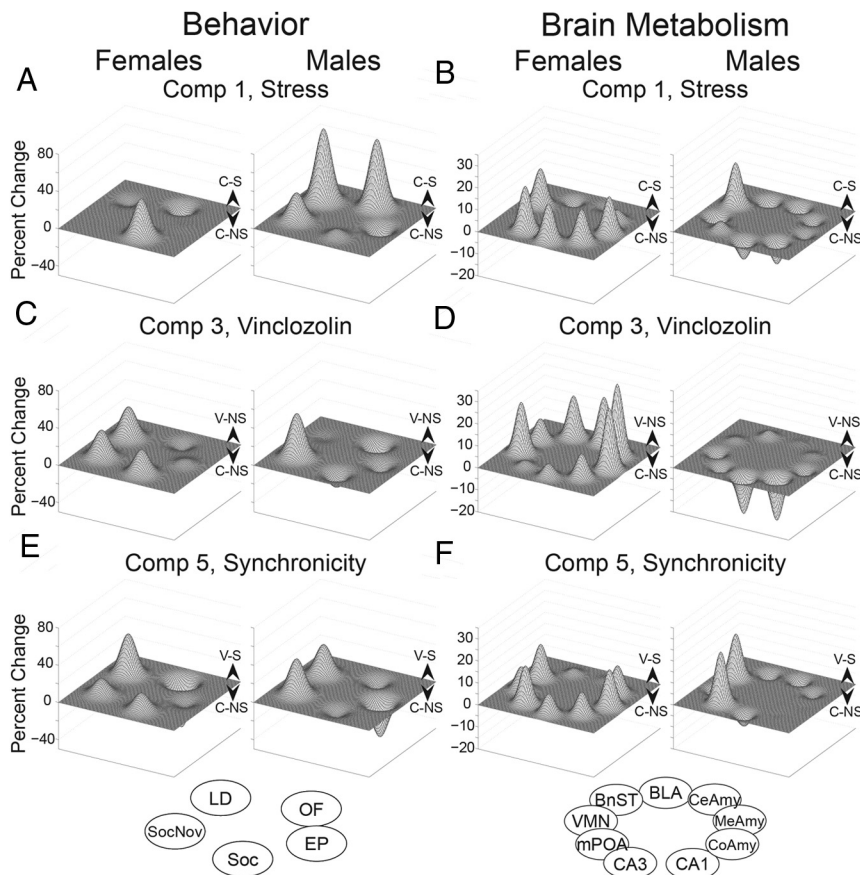 Behavior
Brain Metabolism
Females Males
Females Males
A
Comp 1, Stress
B
Comp 1, Stress
Percent Change
80
40
0
−40
C-S
C-NS
C-S
C-NS
30
20
10
0
−10
−20
C-S
C-NS
C-S
C-NS
C
Comp 3, Vinclozolin
D
Comp 3, Vinclozolin
Percent Change
80
40
0
−40
V-NS
C-NS
V-NS
C-NS
30
20
10
0
−10
−20
V-NS
C-NS
V-NS
C-NS
E
Comp 5, Synchronicity
F
Comp 5, Synchronicity
Percent Change
80
40
0
−40
V-S
C-NS
V-S
C-NS
30
20
10
0
−10
−20
V-S
C-NS
V-S
C-NS
LD
OF
SocNov
EP
Soc
BLA
BnST
CeAmy
VMN
MeAmy
mPOA
CoAmy
CA3
CA1